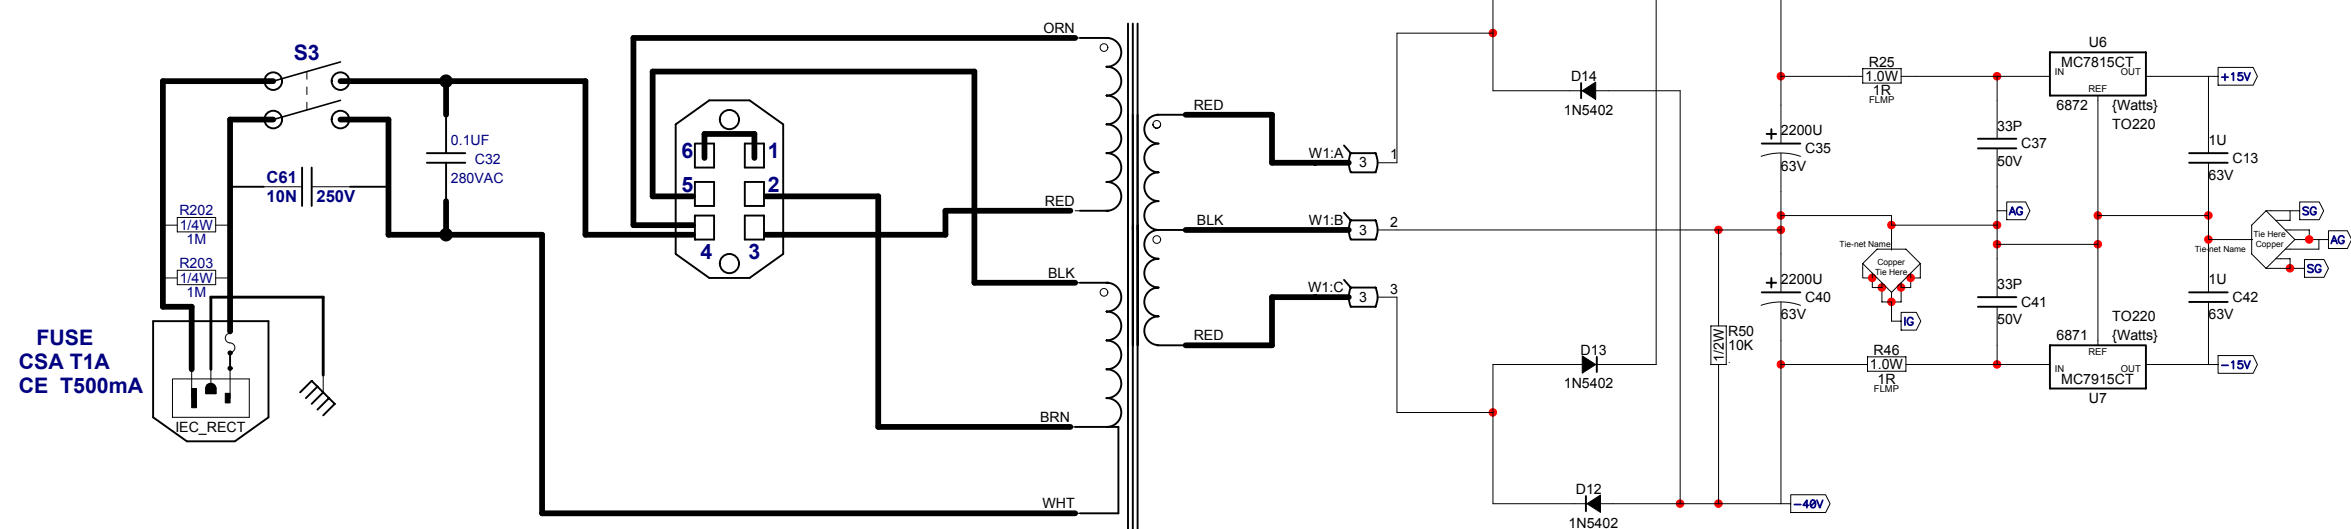 S3
0.1UF
C32
280VAC
C61
10N
250V
R202
1/4W
1M
R203
1/4W
1M
FUSE
CSA T1A
CE T500mA
IEC_RECT
6
1
5
2
4
3
ORN
RED
BLK
BRN
WHT
RED
BLK
RED
W1:A
3
1
W1:B
3
2
W1:C
3
3
D14
1N5402
D13
1N5402
D12
1N5402
R50
10K
1/2W
2200U
C35
63V
2200U
C40
63V
-40V
R25
1.0W
1R
FLMP
R46
1.0W
1R
FLMP
Tie-net Name
Copper
Tie Here
IG
33P
C37
50V
AG
33P
C41
50V
U6
MC7815CT
IN
OUT
REF
6872
{Watts}
TO220
TO220
6871
{Watts}
REF
IN
OUT
MC7915CT
U7
+15V
1U
C13
63V
Tie-net Name
Tie Here
Copper
SG
AG
SG
1U
C42
63V
-15V